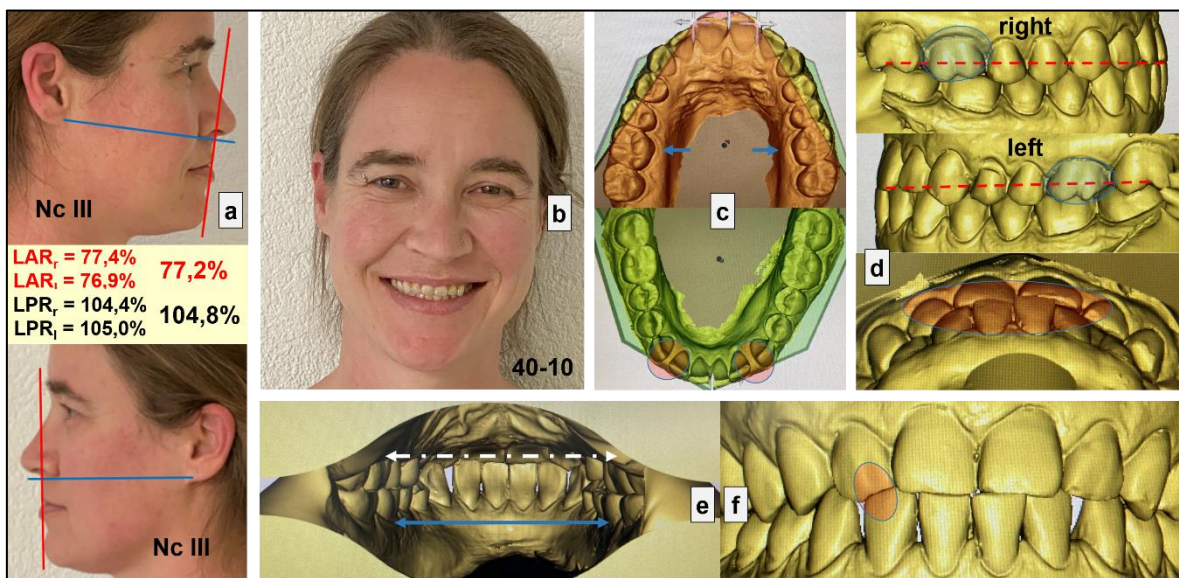 Nc III
a
LARr = 77,4%
LARl = 76,9%
77,2%
LPRr = 104,4%
LPRl = 105,0%
104,8%
Nc III
b
40-10
c
right
left
d
e
f